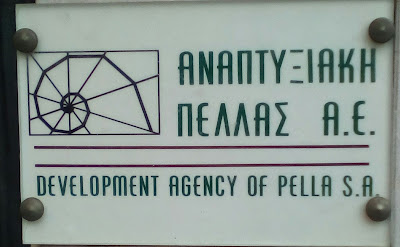 ΑΝΑΠΤΥΞΙΑΚΗ
ΠΕΛΛΑΣ Α.Ε.
DEVELOPMENT AGENCY OF PELLA S.A.